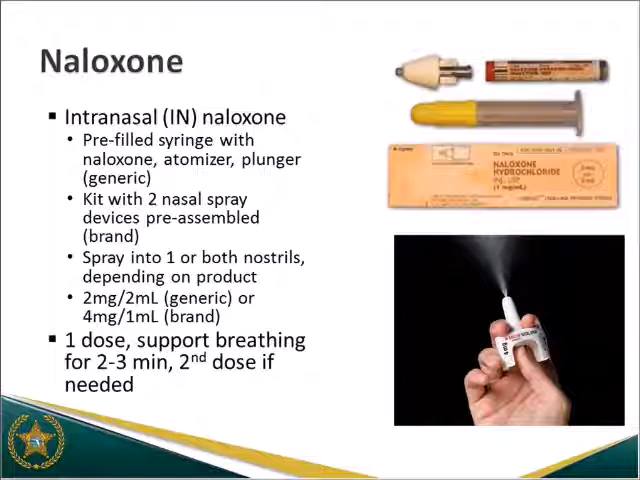 Naloxone
▪ Intranasal (IN) naloxone
• Pre-filled syringe with
naloxone, atomizer, plunger
(generic)
• Kit with 2 nasal spray
devices pre-assembled
(brand)
• Spray into 1 or both nostrils,
depending on product
• 2mg/2mL (generic) or
4mg/1mL (brand)
▪ 1 dose, support breathing
for 2-3 min, 2nd dose if
needed
NALOXONE
HYDROCHLORIDE
(1 mg/mL)